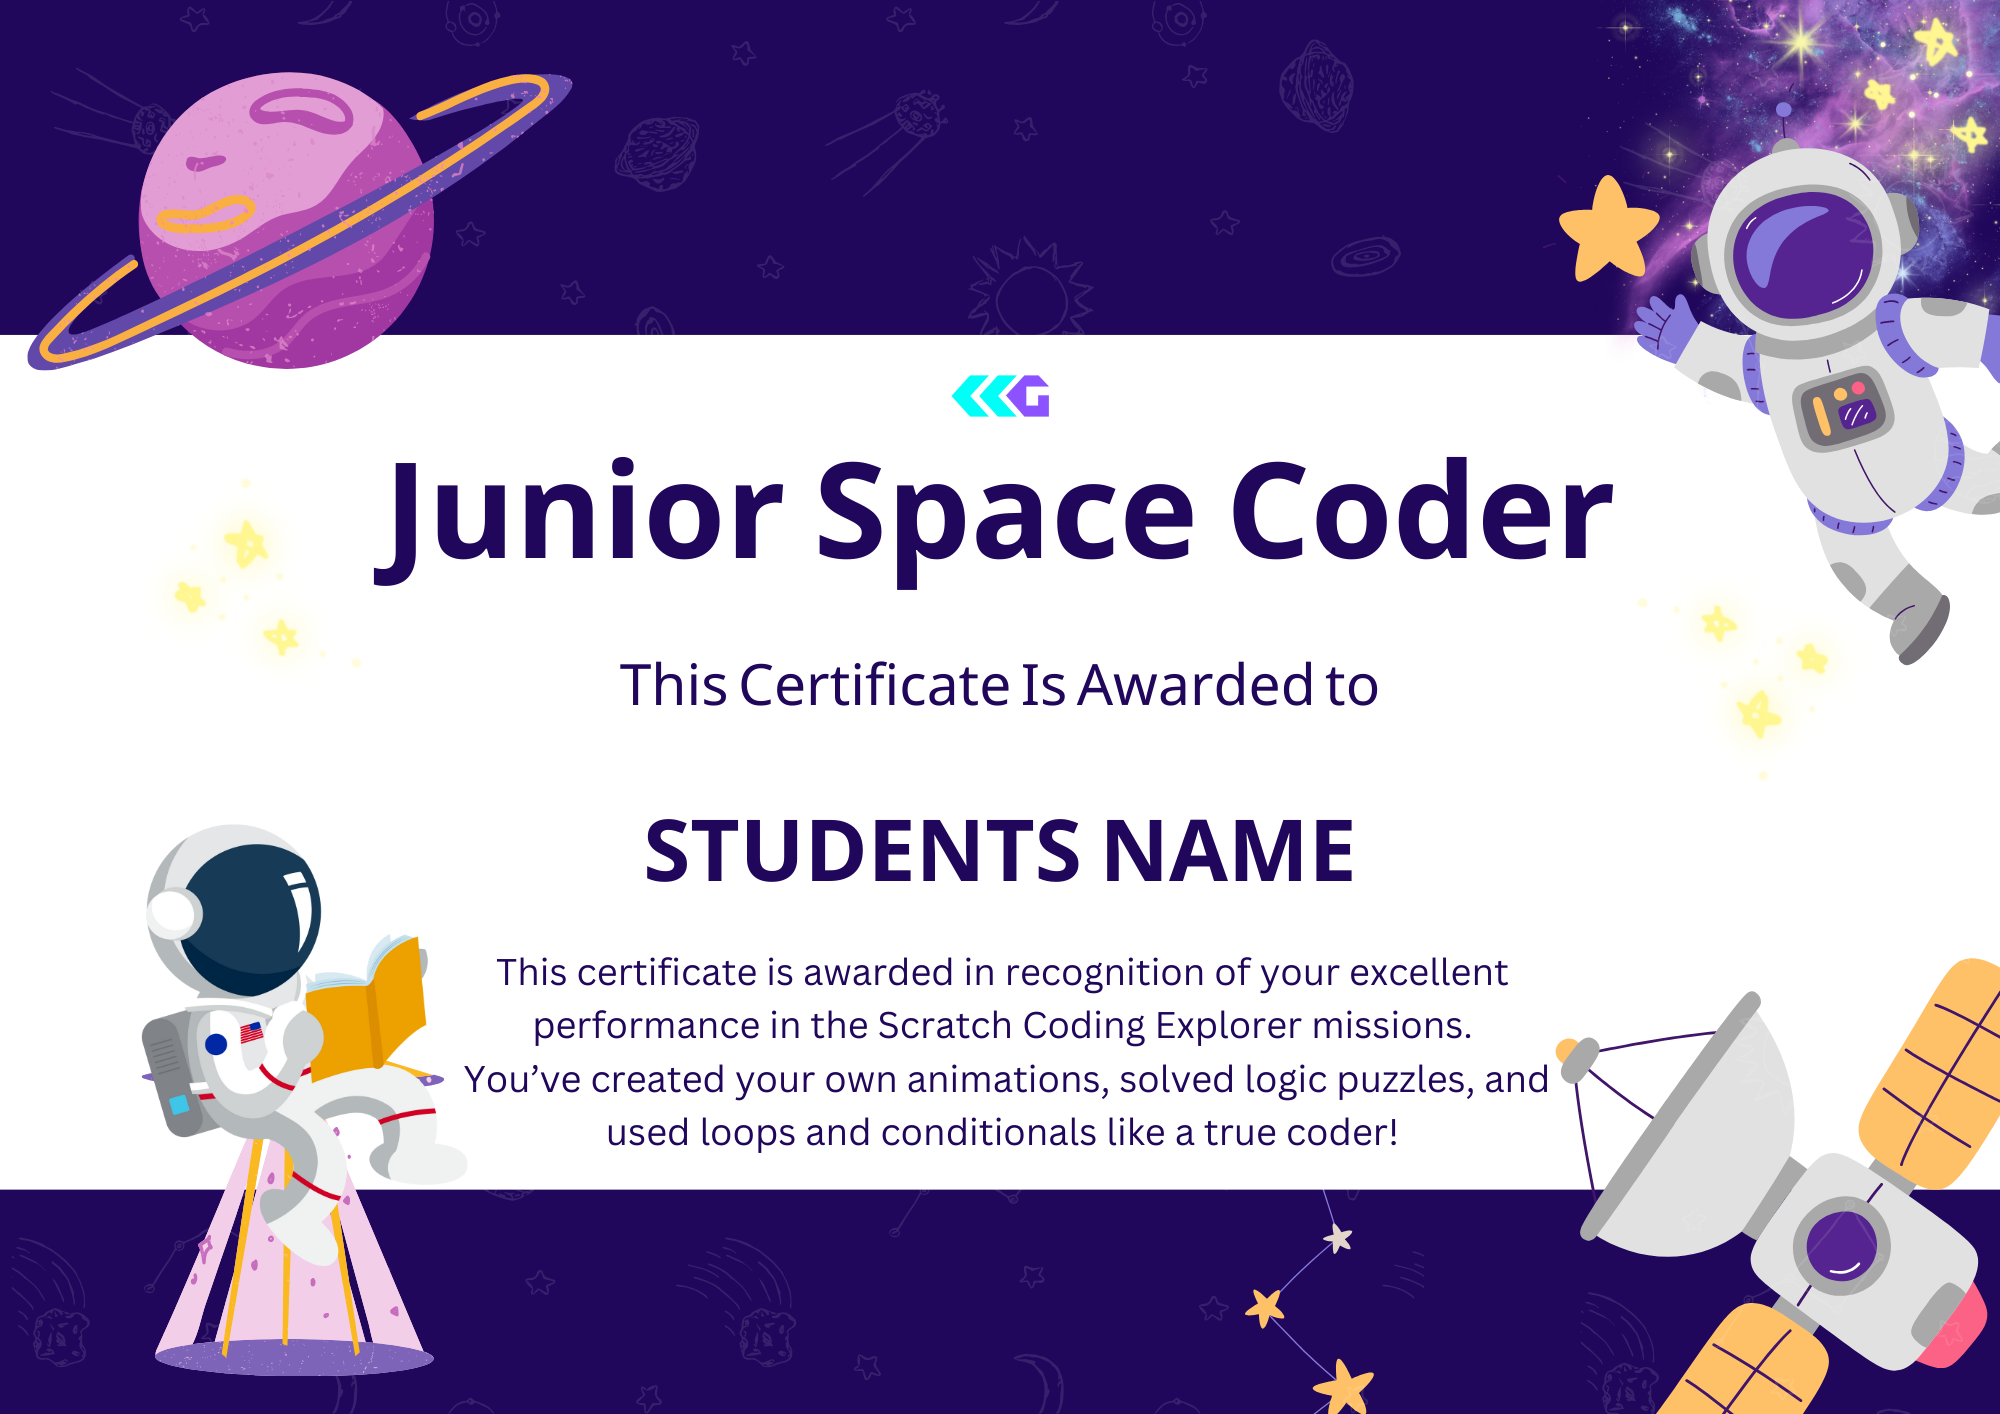 Junior Space Coder
This Certificate Is Awarded to
STUDENTS NAME
This certificate is awarded in recognition of your excellent
performance in the Scratch Coding Explorer missions.
You’ve created your own animations, solved logic puzzles, and
used loops and conditionals like a true coder!